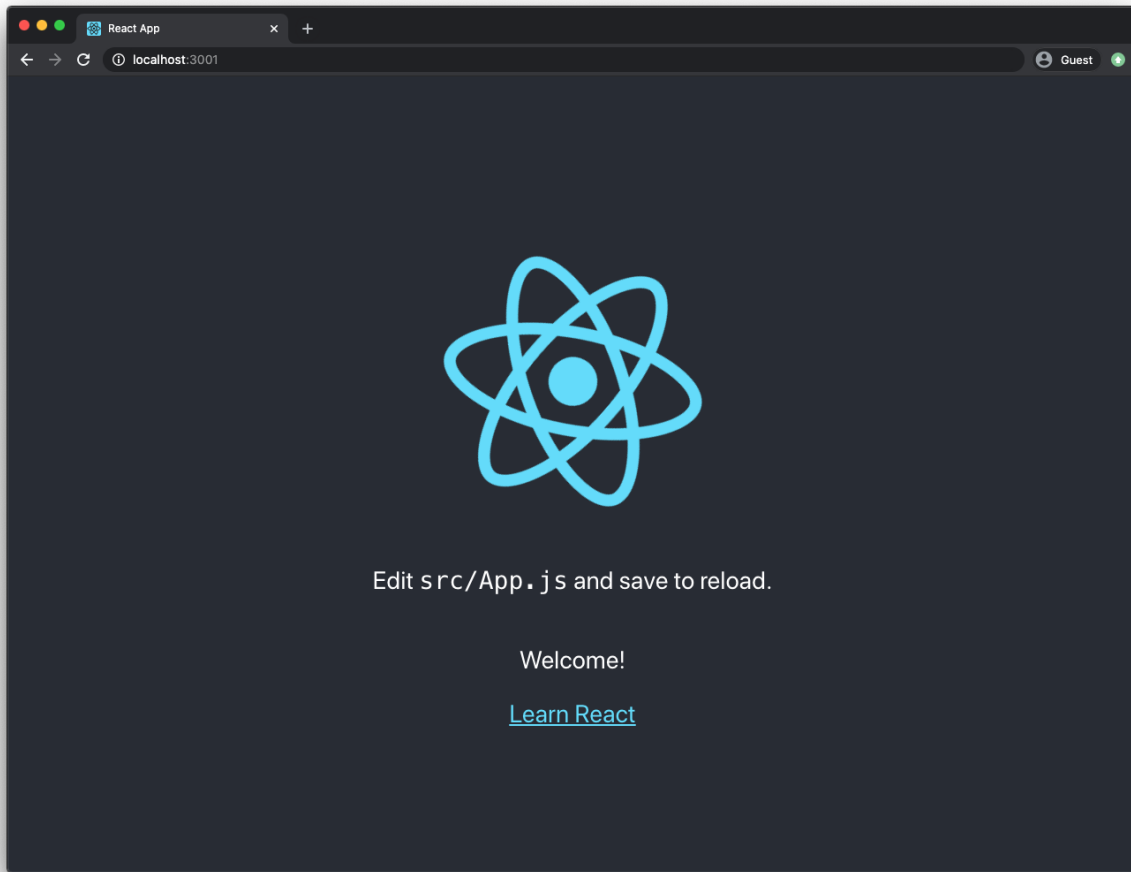 React App
localhost:3001
Guest
Edit src/App.js and save to reload.
Welcome!
Learn React